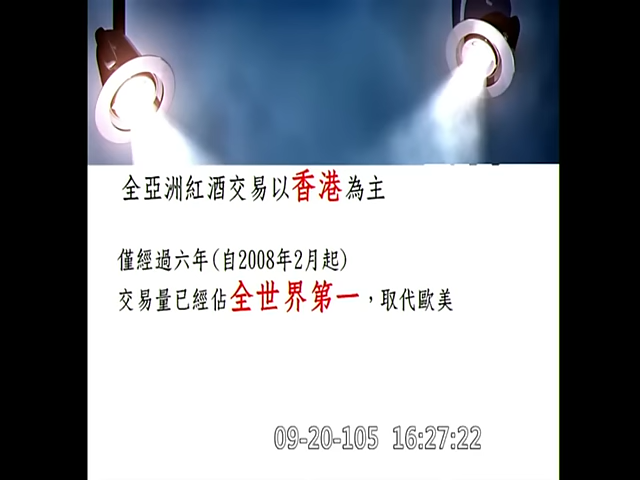 全亞洲紅酒交易以香港為主
僅經過六年(自2008年2月起)
交易量已經佔全世界第一，取代歐美
09-20-105 16:27:22